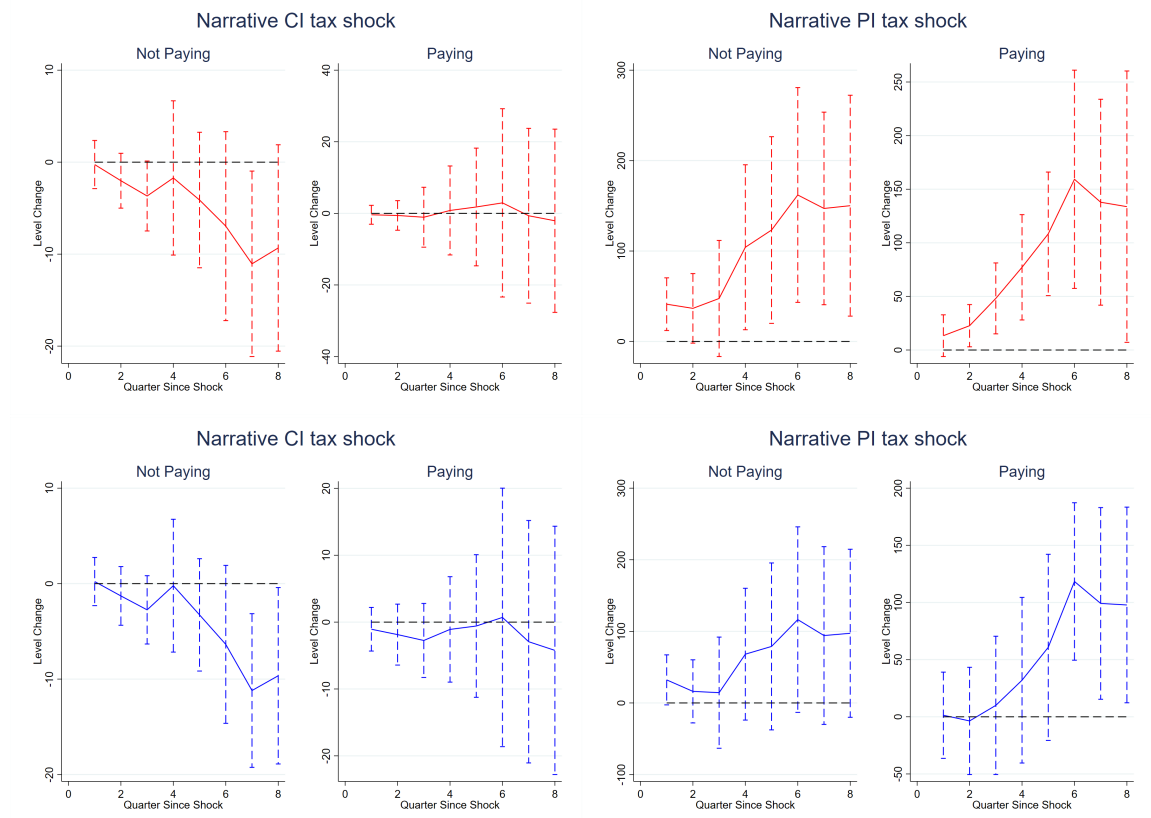 Narrative CI tax shock
Not Paying
Level Change
10
0
-10
-20
0 2 4 6 8
Quarter Since Shock
Paying
Level Change
40
20
0
-20
-40
0 2 4 6 8
Quarter Since Shock
Narrative PI tax shock
Not Paying
Level Change
300
200
100
0
0 2 4 6 8
Quarter Since Shock
Paying
Level Change
250
200
150
100
50
0
0 2 4 6 8
Quarter Since Shock
Narrative CI tax shock
Not Paying
Level Change
10
0
-10
-20
0 2 4 6 8
Quarter Since Shock
Paying
Level Change
20
10
0
-10
-20
0 2 4 6 8
Quarter Since Shock
Narrative PI tax shock
Not Paying
Level Change
300
200
100
0
-100
0 2 4 6 8
Quarter Since Shock
Paying
Level Change
200
150
100
50
0
-50
0 2 4 6 8
Quarter Since Shock